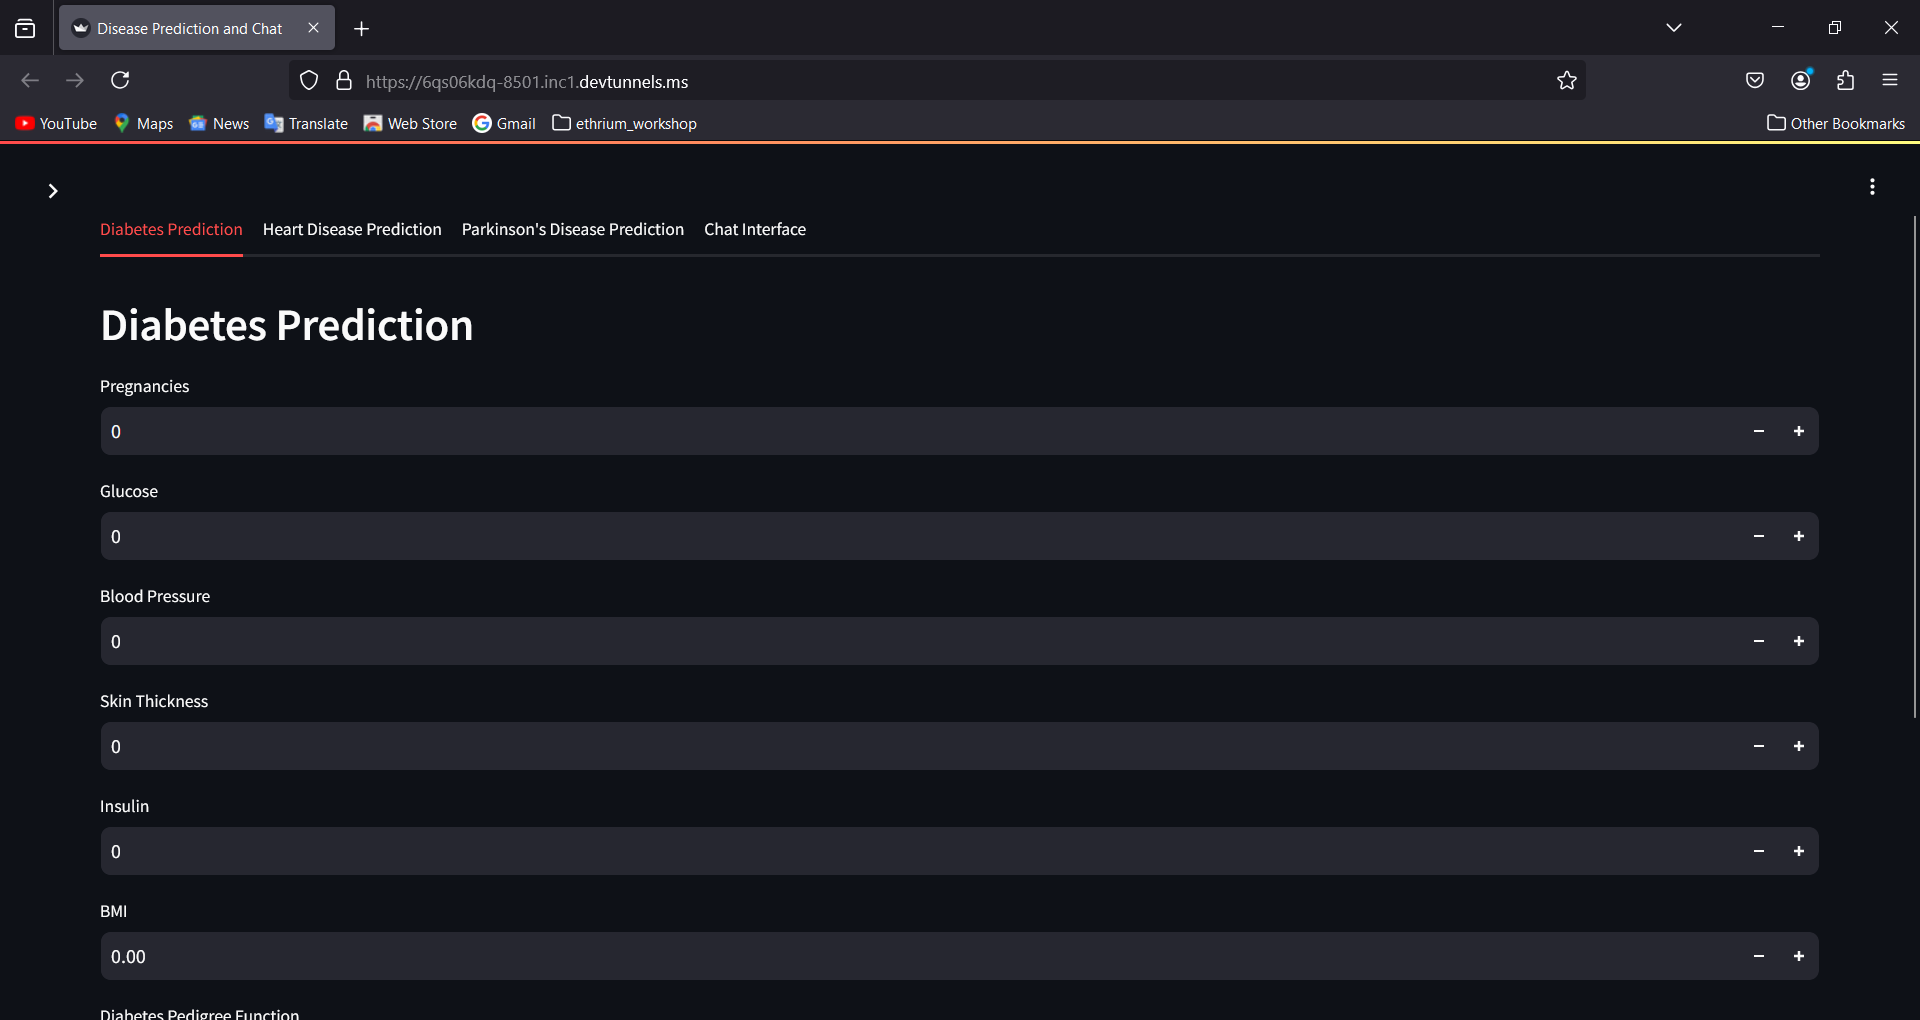 Disease Prediction and Chat
https://6qs06kdq-8501.inc1.devtunnels.ms
YouTube Maps News Translate Web Store Gmail ethrium_workshop Other Bookmarks
Diabetes Prediction Heart Disease Prediction Parkinson's Disease Prediction Chat Interface
Diabetes Prediction
Pregnancies
0
Glucose
0
Blood Pressure
0
Skin Thickness
0
Insulin
0
BMI
0.00
Diabetes Pedigree Function